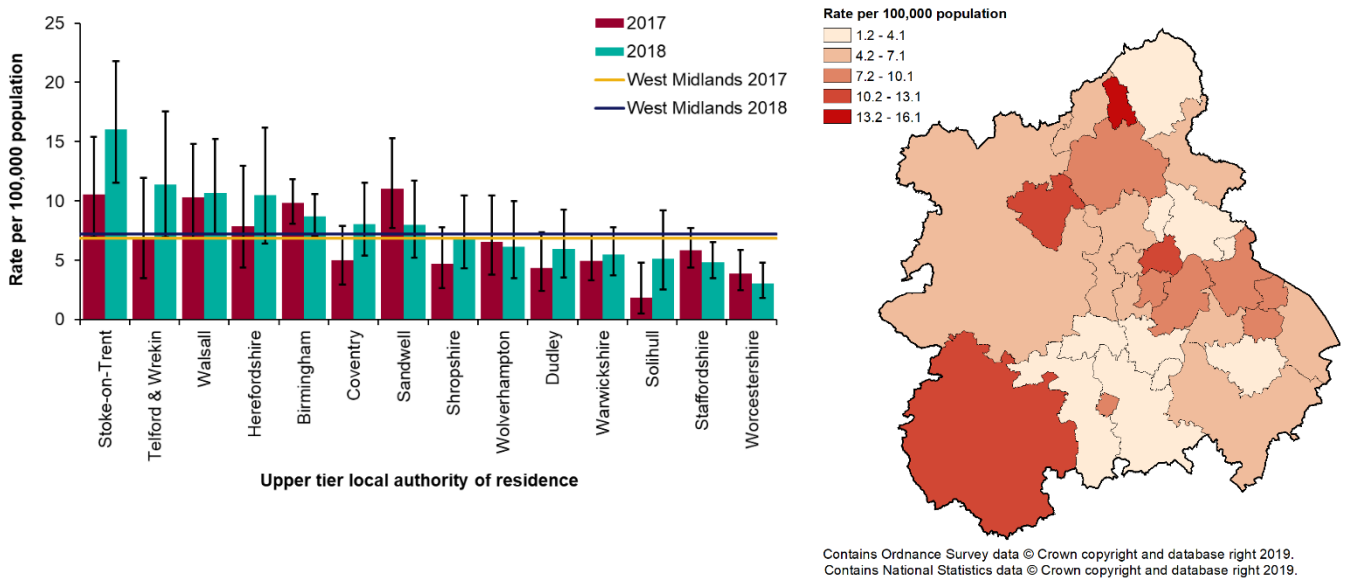 25
20
15
10
5
0
Rate per 100,000 population
2017
2018
West Midlands 2017
West Midlands 2018
Stoke-on-Trent
Telford & Wrekin
Walsall
Herefordshire
Birmingham
Coventry
Sandwell
Shropshire
Wolverhampton
Dudley
Warwickshire
Solihull
Staffordshire
Worcestershire
Upper tier local authority of residence
Rate per 100,000 population
1.2 - 4.1
4.2 - 7.1
7.2 - 10.1
10.2 - 13.1
13.2 - 16.1
Contains Ordnance Survey data © Crown copyright and database right 2019.
Contains National Statistics data © Crown copyright and database right 2019.